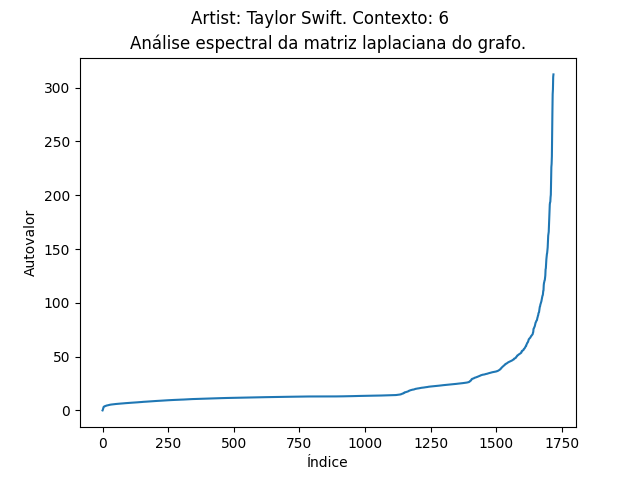 Artist: Taylor Swift. Contexto: 6
Análise espectral da matriz laplaciana do grafo.
300
250
200
150
100
50
0
Autovalor
0 250 500 750 1000 1250 1500 1750
Índice